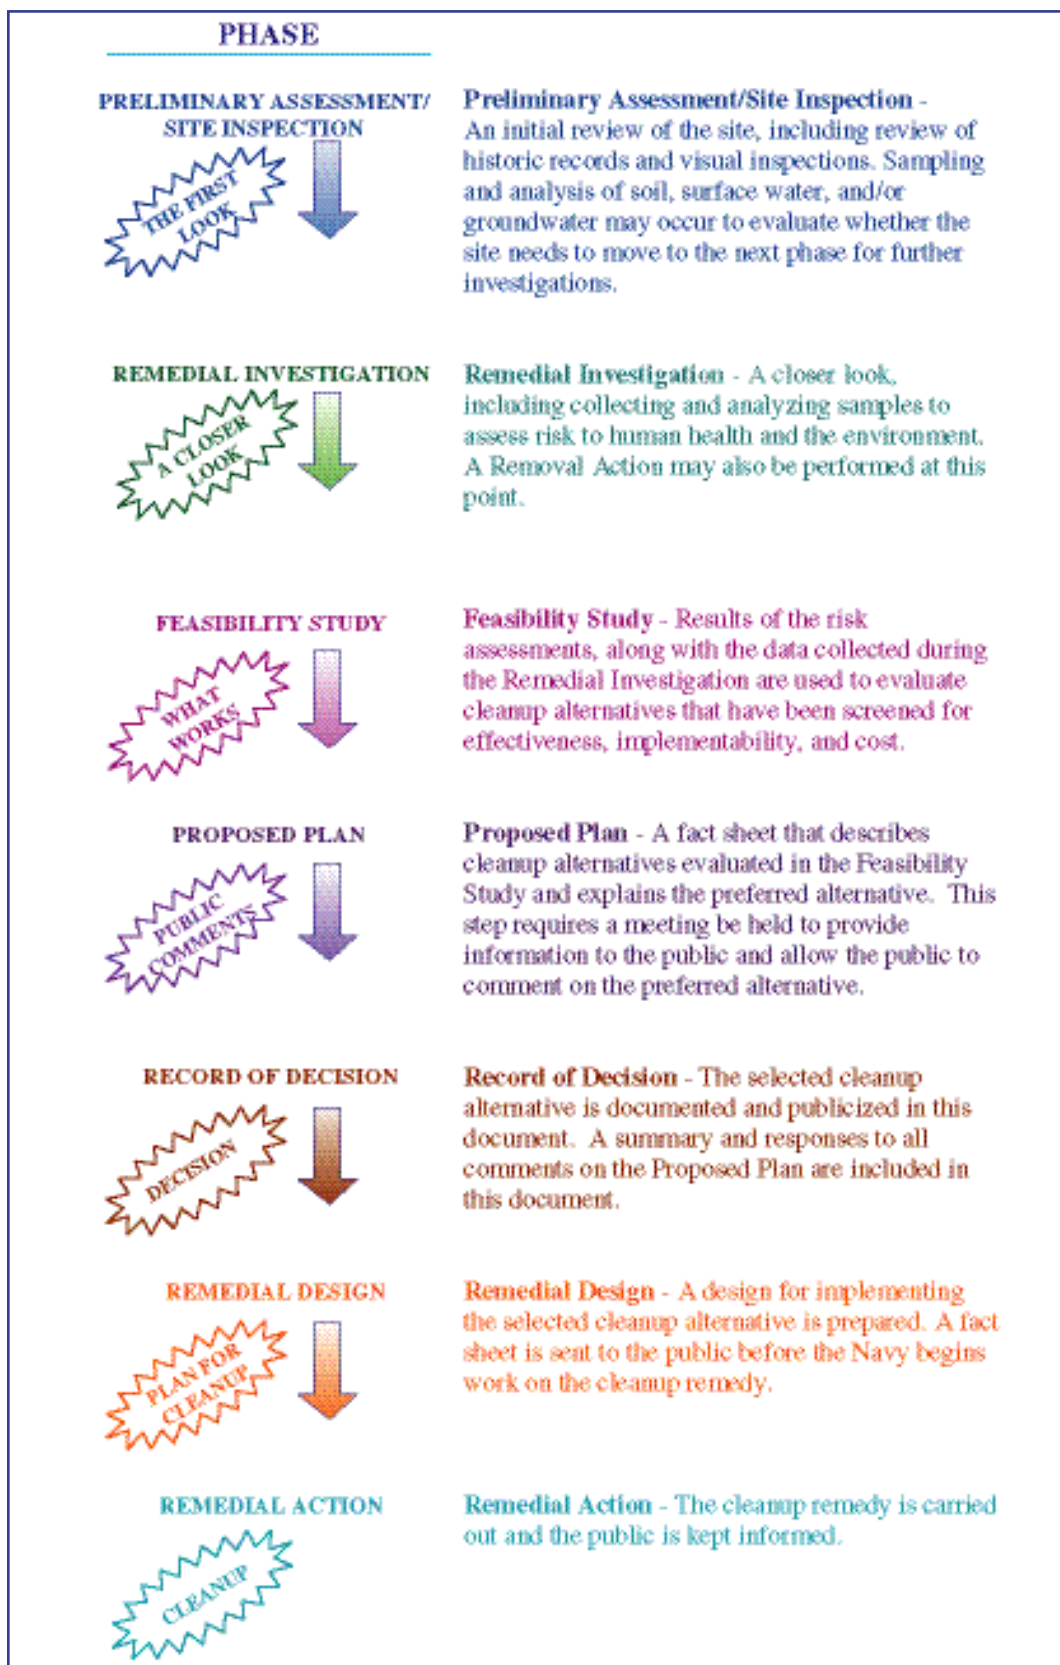 PHASE
PRELIMINARY ASSESSMENT/
SITE INSPECTION
THE FIRST
LOOK
Preliminary Assessment/Site Inspection -
An initial review of the site, including review of
historic records and visual inspections. Sampling
and analysis of soil, surface water, and/or
groundwater may occur to evaluate whether the
site needs to move to the next phase for further
investigations.
REMEDIAL INVESTIGATION
A CLOSER
LOOK
Remedial Investigation - A closer look,
including collecting and analyzing samples to
assess risk to human health and the environment.
A Removal Action may also be performed at this
point.
FEASIBILITY STUDY
WHAT
WORKS
Feasibility Study - Results of the risk
assessments, along with the data collected during
the Remedial Investigation are used to evaluate
cleanup alternatives that have been screened for
effectiveness, implementability, and cost.
PROPOSED PLAN
PUBLIC
COMMENTS
Proposed Plan - A fact sheet that describes
cleanup alternatives evaluated in the Feasibility
Study and explains the preferred alternative. This
step requires a meeting be held to provide
information to the public and allow the public to
comment on the preferred alternative.
RECORD OF DECISION
DECISION
Record of Decision - The selected cleanup
alternative is documented and publicized in this
document. A summary and responses to all
comments on the Proposed Plan are included in
this document.
REMEDIAL DESIGN
PLAN FOR
CLEANUP
Remedial Design - A design for implementing
the selected cleanup alternative is prepared. A fact
sheet is sent to the public before the Navy begins
work on the cleanup remedy.
REMEDIAL ACTION
CLEANUP
Remedial Action - The cleanup remedy is carried
out and the public is kept informed.